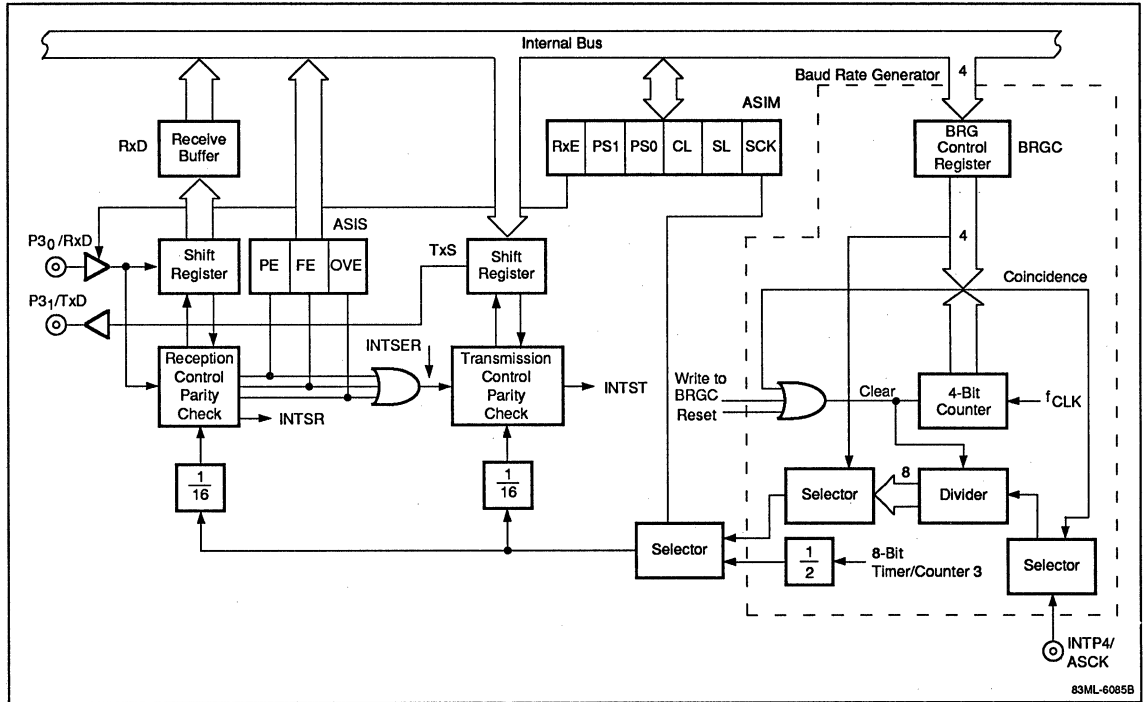 Internal Bus
Baud Rate Generator
4
ASIM
RxD
Receive
Buffer
RxE PS1 PS0 CL SL SCK
BRG
Control
Register
BRGC
ASIS
P3₀/RxD
Shift
Register
PE FE OVE
TxS
Shift
Register
4
Coincidence
P3₁/TxD
INTSER
Reception
Control
Parity
Check
Transmission
Control
Parity
Check
INTSR
INTST
Write to
BRGC
Reset
Clear
4-Bit
Counter
fCLK
1
16
1
16
Selector
8
Divider
Selector
1
2
8-Bit
Timer/Counter 3
Selector
INTP4/
ASCK
83ML-6085B